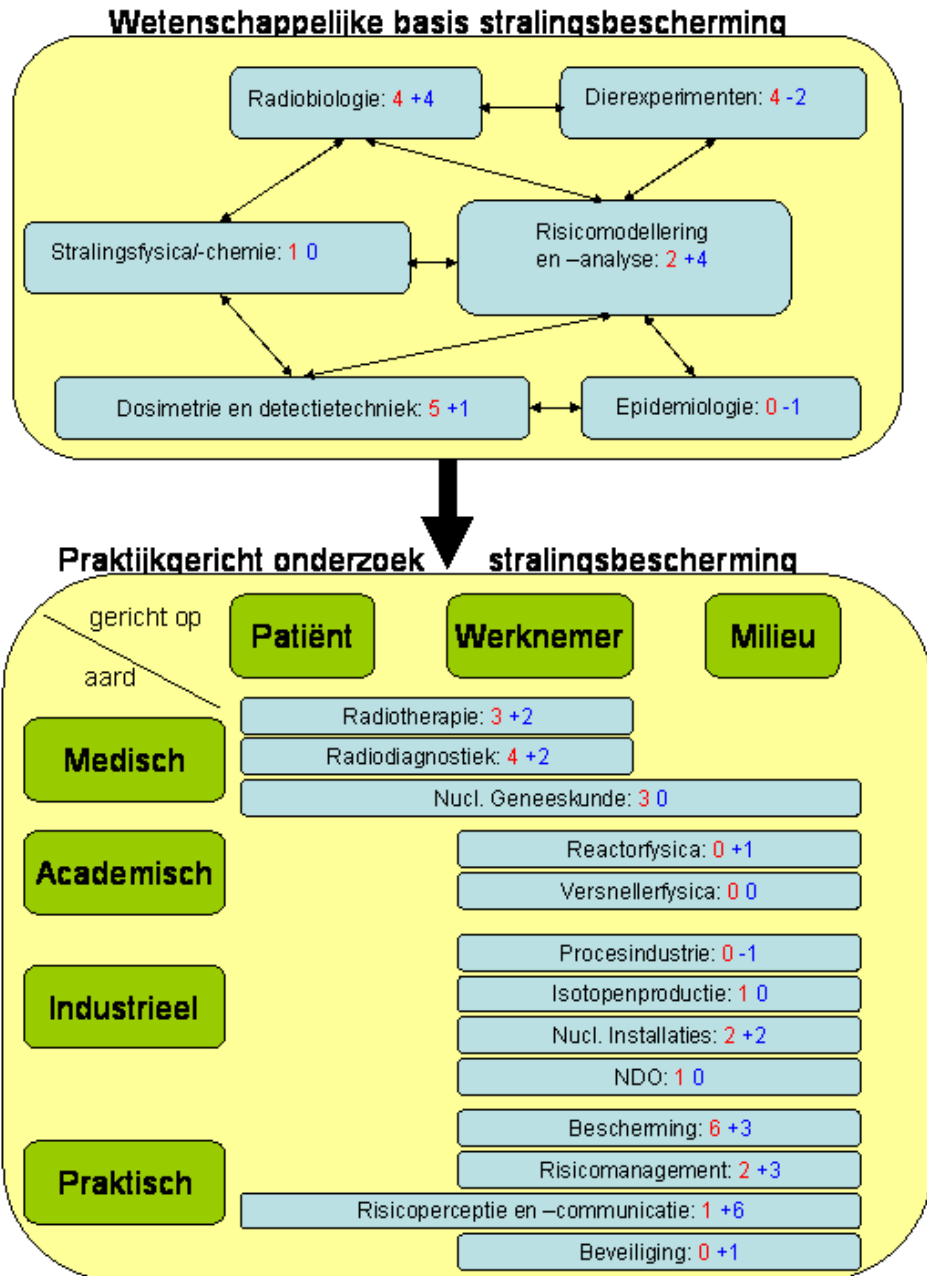 Wetenschappelijke basis stralingsbescherming
Radiobiologie: 4 +4
Dierexperimenten: 4 -2
Stralingsfysica/-chemie: 1 0
Risicomodellering
en –analyse: 2 +4
Dosimetrie en detectietechniek: 5 +1
Epidemiologie: 0 -1
Praktijkgericht onderzoek stralingsbescherming
gericht op
aard
Patiënt
Werknemer
Milieu
Medisch
Radiotherapie: 3 +2
Radiodiagnostiek: 4 +2
Nucl. Geneeskunde: 3 0
Academisch
Reactorfysica: 0 +1
Versnellerfysica: 0 0
Industrieel
Procesindustrie: 0 -1
Isotopenproductie: 1 0
Nucl. Installaties: 2 +2
NDO: 1 0
Praktisch
Bescherming: 6 +3
Risicomanagement: 2 +3
Risicoperceptie en –communicatie: 1 +6
Beveiliging: 0 +1